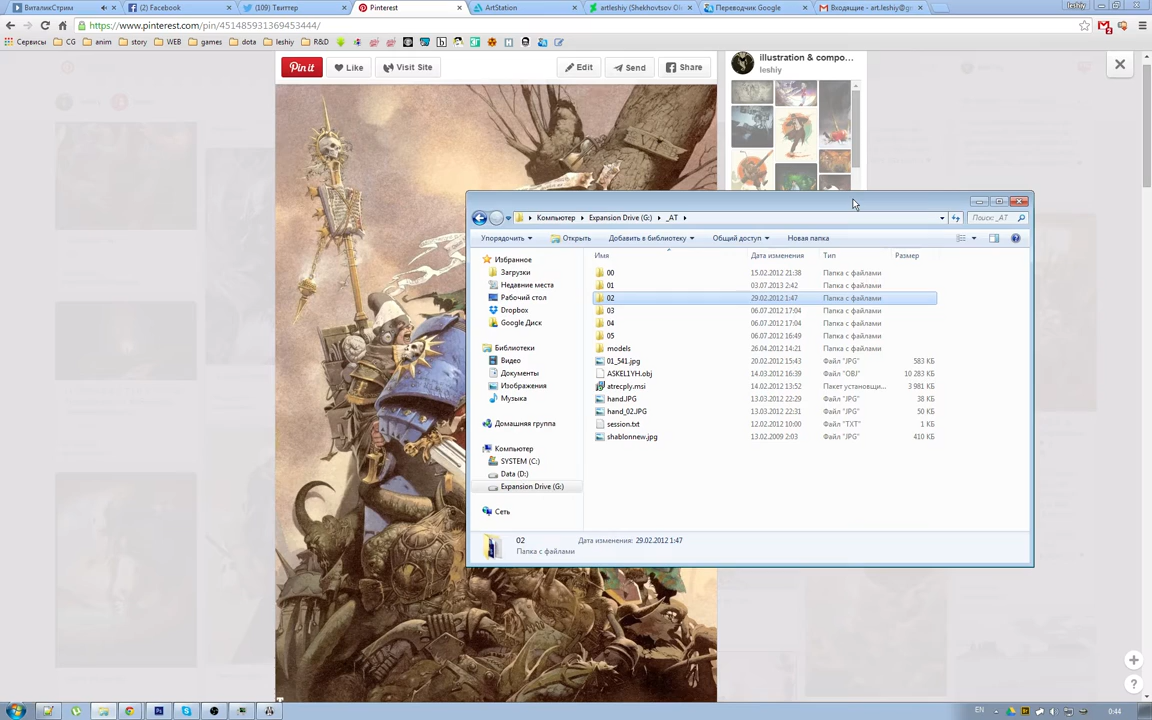 ВиталикСтрим
(2) Facebook
(109) Твиттер
Pinterest
ArtStation
artleshiy (Shekhovtsov Ol
Переводчик Google
Входящие - art.leshiy@gr
leshiy
https://www.pinterest.com/pin/451485931369453444/
Сервисы
CG
anim
story
WEB
games
dota
leshiy
R&D
Pin it
Like
Visit Site
Edit
Send
Share
illustration & compo...
leshiy
Компьютер
Expansion Drive (G:)
_AT
Поиск: _AT
Упорядочить
Открыть
Добавить в библиотеку
Общий доступ
Новая папка
Избранное
Загрузки
Недавние места
Рабочий стол
Dropbox
Google Диск
Библиотеки
Видео
Документы
Изображения
Музыка
Домашняя группа
Компьютер
SYSTEM (C:)
Data (D:)
Expansion Drive (G:)
Сеть
Имя Дата изменения Тип Размер
00 15.02.2012 21:38 Папка с файлами
01 03.07.2013 2:42 Папка с файлами
02 29.02.2012 1:47 Папка с файлами
03 06.07.2012 17:04 Папка с файлами
04 06.07.2012 17:04 Папка с файлами
05 06.07.2012 16:49 Папка с файлами
models 26.04.2012 14:21 Папка с файлами
01_541.jpg 20.02.2012 15:43 Файл "JPG" 583 КБ
ASKEL1YH.obj 14.03.2012 16:39 Файл "OBJ" 10 283 КБ
atrecply.msi 14.02.2012 13:52 Пакет установщи... 3 981 КБ
hand.JPG 13.03.2012 22:29 Файл "JPG" 38 КБ
hand_02.JPG 13.03.2012 22:31 Файл "JPG" 50 КБ
session.txt 12.02.2012 10:00 Файл "TXT" 1 КБ
shablonnew.jpg 13.02.2009 2:03 Файл "JPG" 410 КБ
02 Дата изменения: 29.02.2012 1:47
Папка с файлами
EN
0:44